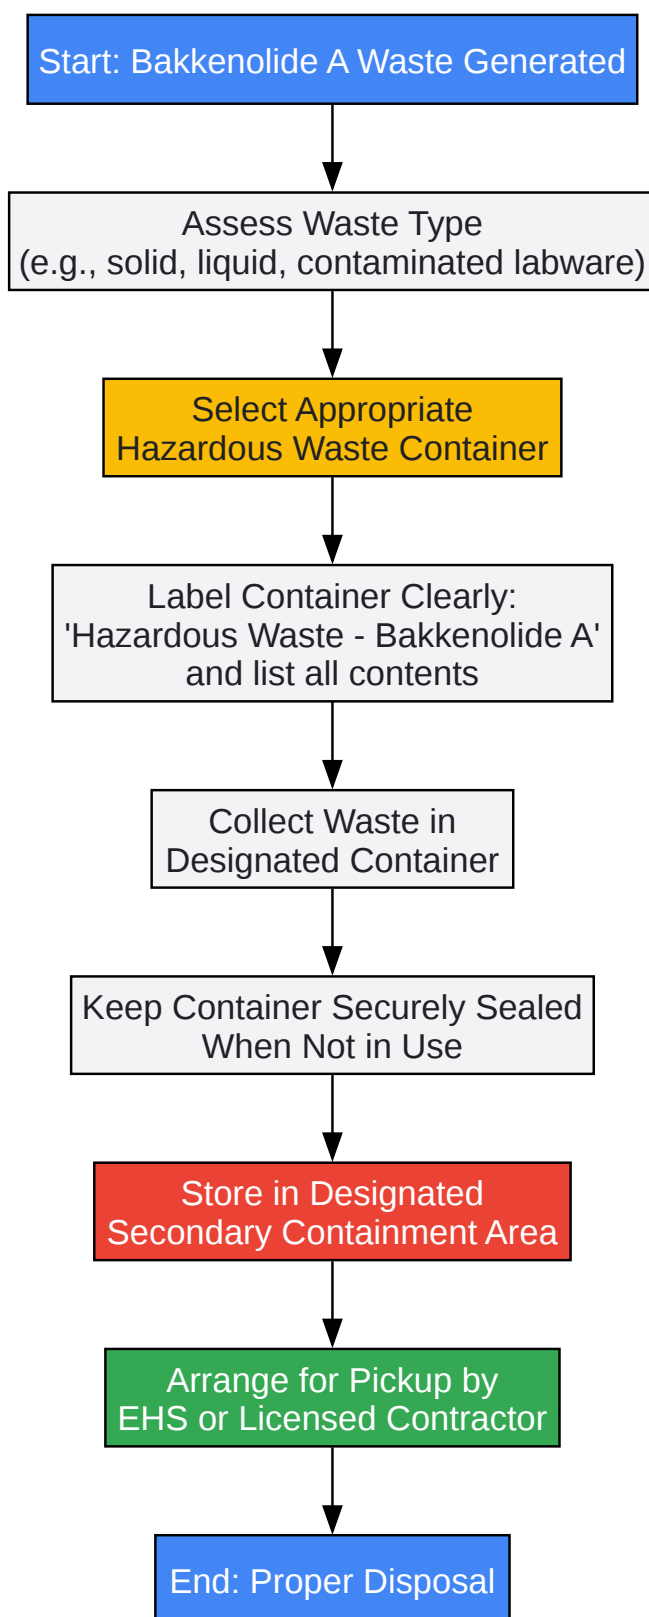 Start: Bakkenolide A Waste Generated
Assess Waste Type
(e.g., solid, liquid, contaminated labware)
Select Appropriate
Hazardous Waste Container
Label Container Clearly:
'Hazardous Waste - Bakkenolide A'
and list all contents
Collect Waste in
Designated Container
Keep Container Securely Sealed
When Not in Use
Store in Designated
Secondary Containment Area
Arrange for Pickup by
EHS or Licensed Contractor
End: Proper Disposal